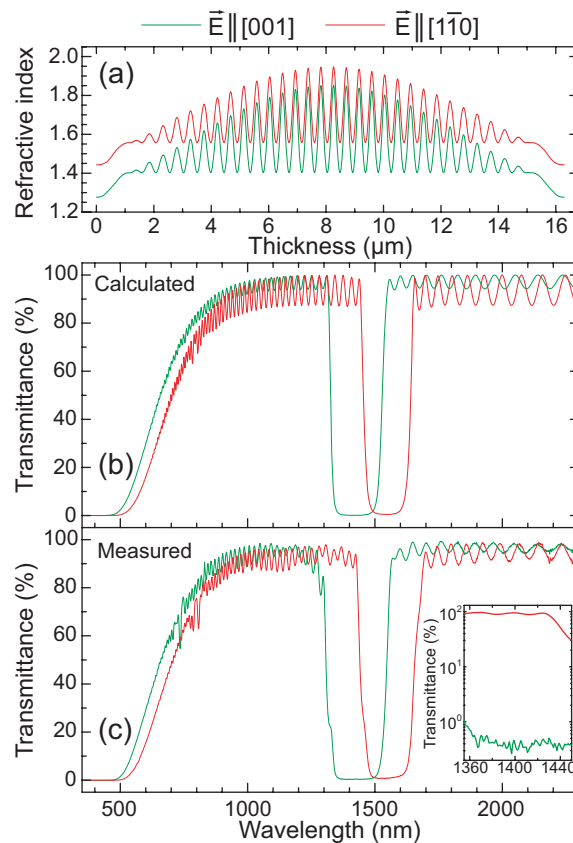 E⃗ ∥ [001] E⃗ ∥ [11̅0]
(a)
Refractive index
2.0
1.8
1.6
1.4
1.2
0 2 4 6 8 10 12 14 16
Thickness (μm)
Calculated
(b)
Transmittance (%)
100
80
60
40
20
0
Measured
(c)
Transmittance (%)
100
80
60
40
20
0
Transmittance (%)
10²
10¹
10⁰
1360 1400 1440
500 1000 1500 2000
Wavelength (nm)